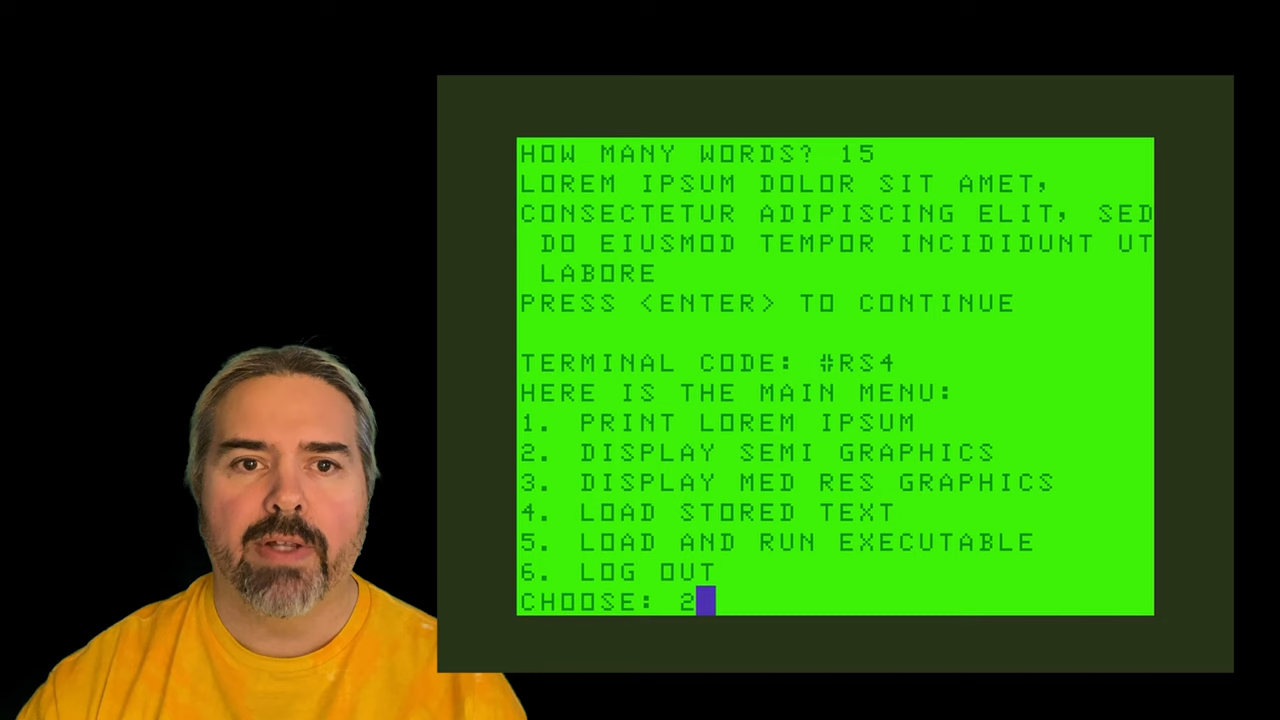 HOW MANY WORDS? 15
LOREM IPSUM DOLOR SIT AMET,
CONSECTETUR ADIPISCING ELIT, SED
DO EIUSMOD TEMPOR INCIDIDUNT UT
LABORE
PRESS <ENTER> TO CONTINUE
TERMINAL CODE: #RS4
HERE IS THE MAIN MENU:
1. PRINT LOREM IPSUM
2. DISPLAY SEMI GRAPHICS
3. DISPLAY MED RES GRAPHICS
4. LOAD STORED TEXT
5. LOAD AND RUN EXECUTABLE
6. LOG OUT
CHOOSE: 2